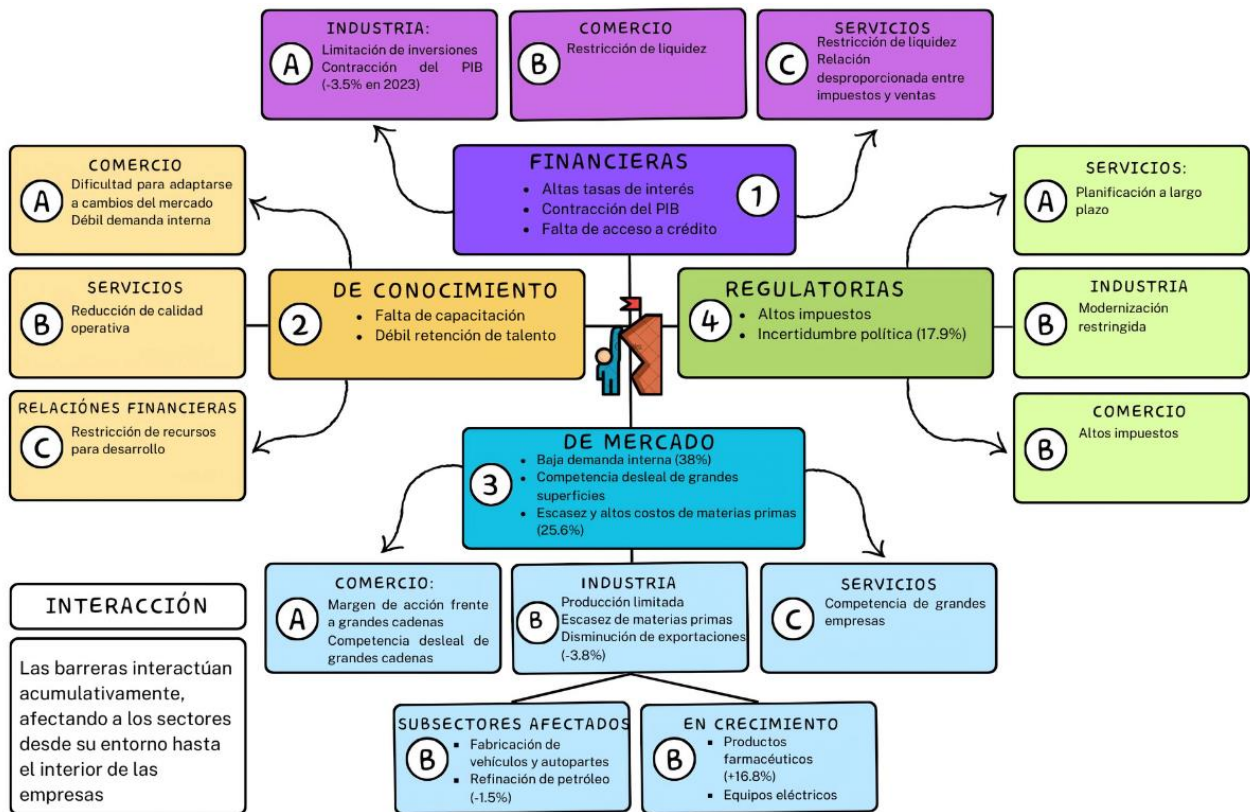 INDUSTRIA:
A
Limitación de inversiones
Contracción del PIB
(-3.5% en 2023)
COMERCIO
B
Restricción de liquidez
SERVICIOS
C
Restricción de liquidez
Relación
desproporcionada entre
impuestos y ventas
FINANCIERAS
1
• Altas tasas de interés
• Contracción del PIB
• Falta de acceso a crédito
COMERCIO
A
Dificultad para adaptarse
a cambios del mercado
Débil demanda interna
SERVICIOS
B
Reducción de calidad
operativa
RELACIÓNES FINANCIERAS
C
Restricción de recursos
para desarrollo
DE CONOCIMIENTO
2
• Falta de capacitación
• Débil retención de talento
REGULATORIAS
4
• Altos impuestos
• Incertidumbre política (17.9%)
SERVICIOS:
A
Planificación a largo
plazo
INDUSTRIA
B
Modernización
restringida
COMERCIO
B
Altos impuestos
DE MERCADO
3
• Baja demanda interna (38%)
• Competencia desleal de grandes
superficies
• Escasez y altos costos de materias primas
(25.6%)
COMERCIO:
A
Margen de acción frente
a grandes cadenas
Competencia desleal de
grandes cadenas
INDUSTRIA
B
Producción limitada
Escasez de materias primas
Disminución de exportaciones
(-3.8%)
SERVICIOS
C
Competencia de grandes
empresas
SUBSECTORES AFECTADOS
B
▪ Fabricación de
vehículos y autopartes
▪ Refinación de petróleo
(-1.5%)
EN CRECIMIENTO
B
▪ Productos
farmacéuticos
(+16.8%)
▪ Equipos eléctricos
INTERACCIÓN
Las barreras interactúan
acumulativamente,
afectando a los sectores
desde su entorno hasta
el interior de las
empresas